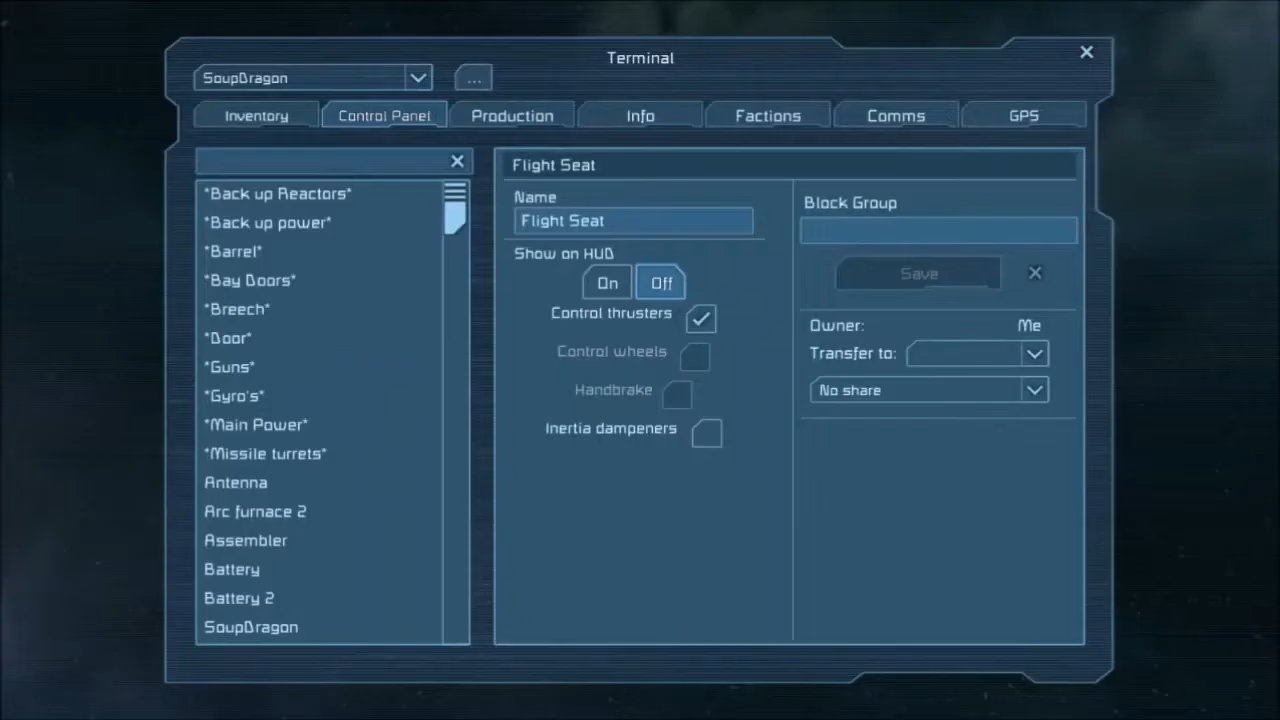 Terminal
SoupDragon
...
Inventory
Control Panel
Production
Info
Factions
Comms
GPS
*Back up Reactors*
*Back up power*
*Barrel*
*Bay Doors*
*Breech*
*Door*
*Guns*
*Gyro's*
*Main Power*
*Missile turrets*
Antenna
Arc furnace 2
Assembler
Battery
Battery 2
SoupDragon
Flight Seat
Name
Flight Seat
Show on HUD
On
Off
Control thrusters
Control wheels
Handbrake
Inertia dampeners
Block Group
Save
Owner: Me
Transfer to:
No share